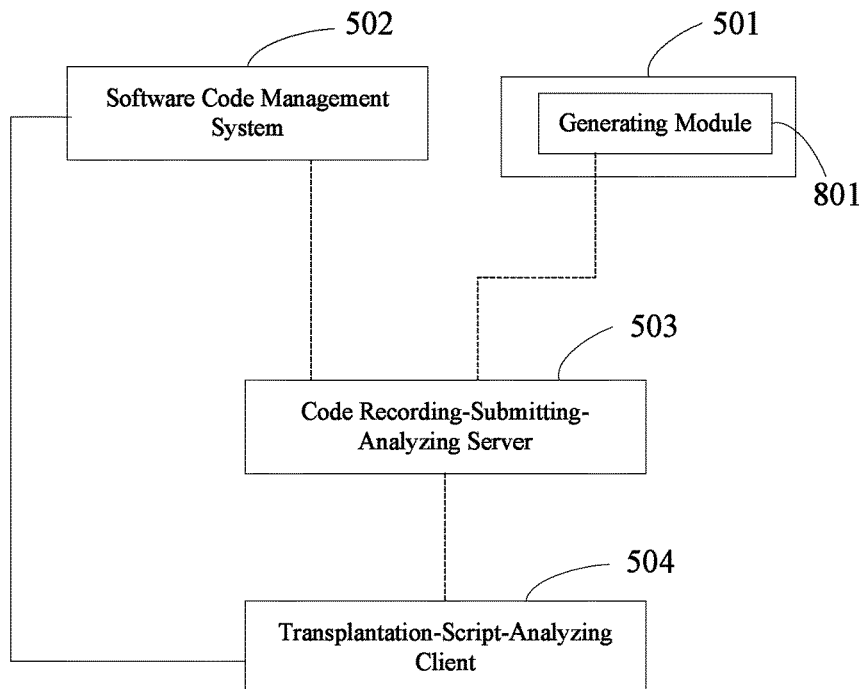 502
501
Software Code Management
System
Generating Module
801
503
Code Recording-Submitting-
Analyzing Server
504
Transplantation-Script-Analyzing
Client